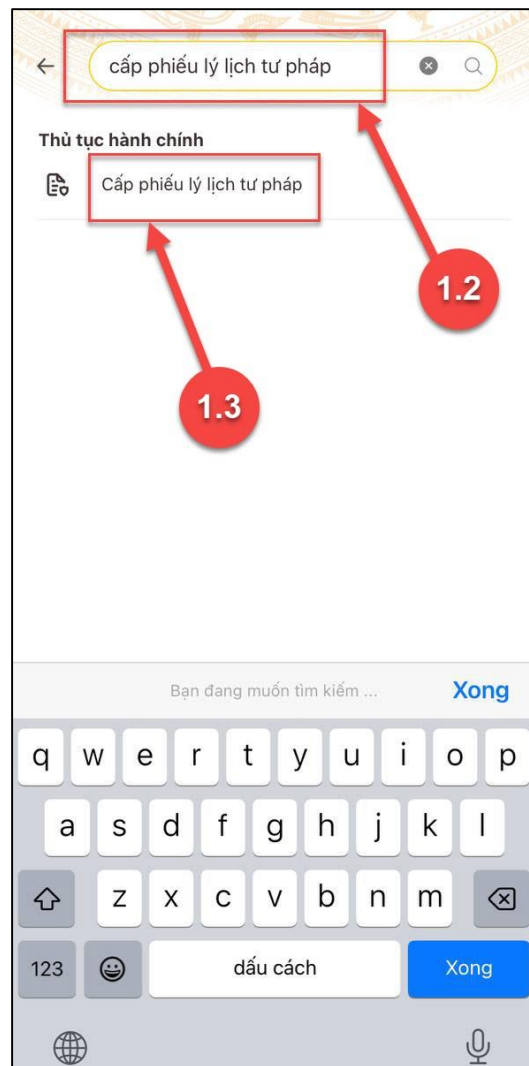 cấp phiếu lý lịch tư pháp
Thủ tục hành chính
Cấp phiếu lý lịch tư pháp
1.2
1.3
Bạn đang muốn tìm kiếm ... Xong
q w e r t y u i o p
a s d f g h j k l
z x c v b n m
123 dấu cách Xong